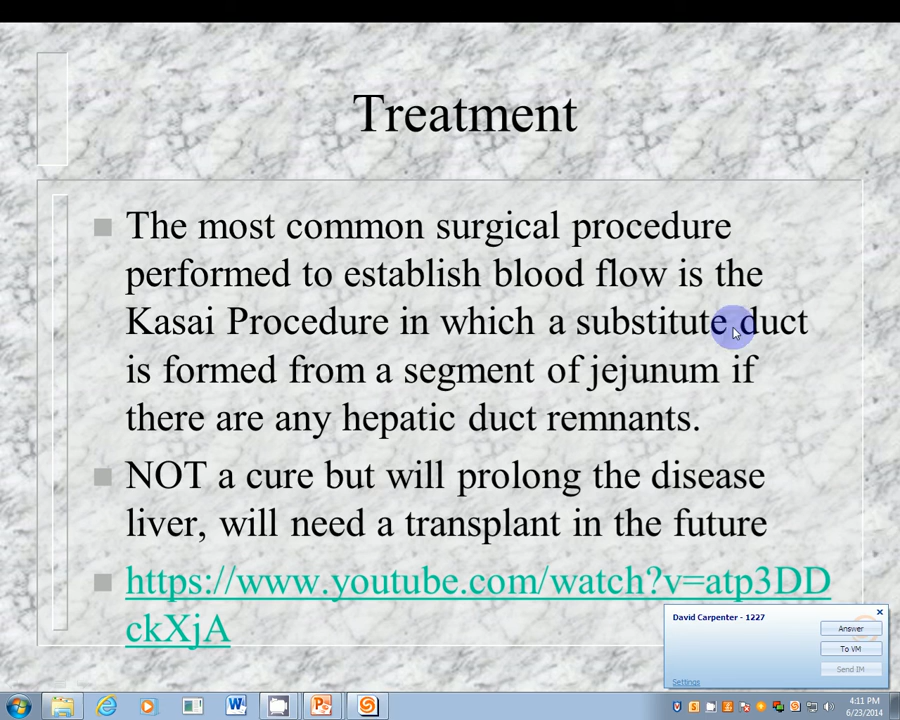 Treatment
The most common surgical procedure
performed to establish blood flow is the
Kasai Procedure in which a substitute duct
is formed from a segment of jejunum if
there are any hepatic duct remnants.
NOT a cure but will prolong the disease
liver, will need a transplant in the future
https://www.youtube.com/watch?v=atp3DD
ckXjA
David Carpenter - 1227
Answer
To VM
Send IM
Settings
4:11 PM
6/23/2014